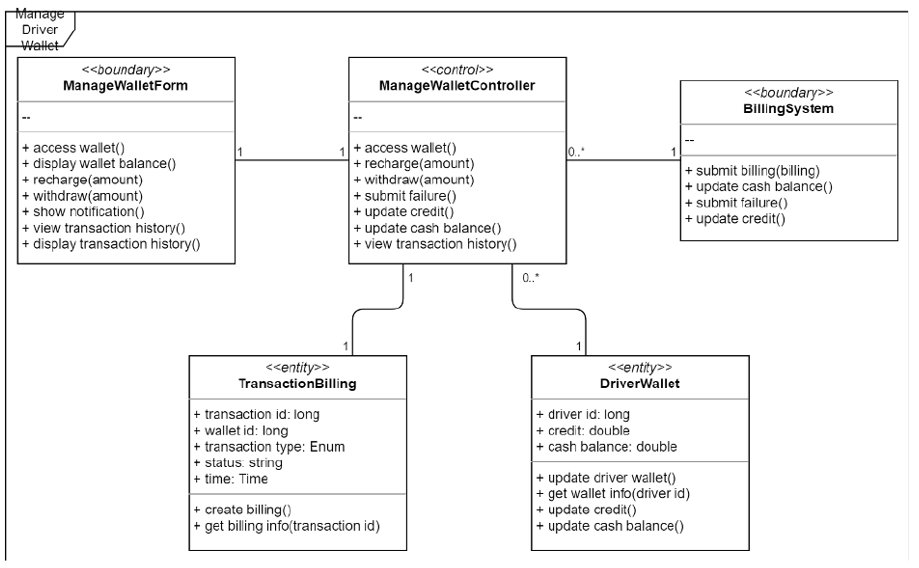 Manage
Driver
Wallet
<<boundary>>
ManageWalletForm
--
+ access wallet()
+ display wallet balance()
+ recharge(amount)
+ withdraw(amount)
+ show notification()
+ view transaction history()
+ display transaction history()
1
1
<<control>>
ManageWalletController
--
+ access wallet()
+ recharge(amount)
+ withdraw(amount)
+ submit failure()
+ update credit()
+ update cash balance()
+ view transaction history()
0..*
1
<<boundary>>
BillingSystem
--
+ submit billing(billing)
+ update cash balance()
+ submit failure()
+ update credit()
1
0..*
1
1
<<entity>>
TransactionBilling
+ transaction id: long
+ wallet id: long
+ transaction type: Enum
+ status: string
+ time: Time
+ create billing()
+ get billing info(transaction id)
<<entity>>
DriverWallet
+ driver id: long
+ credit: double
+ cash balance: double
+ update driver wallet()
+ get wallet info(driver id)
+ update credit()
+ update cash balance()